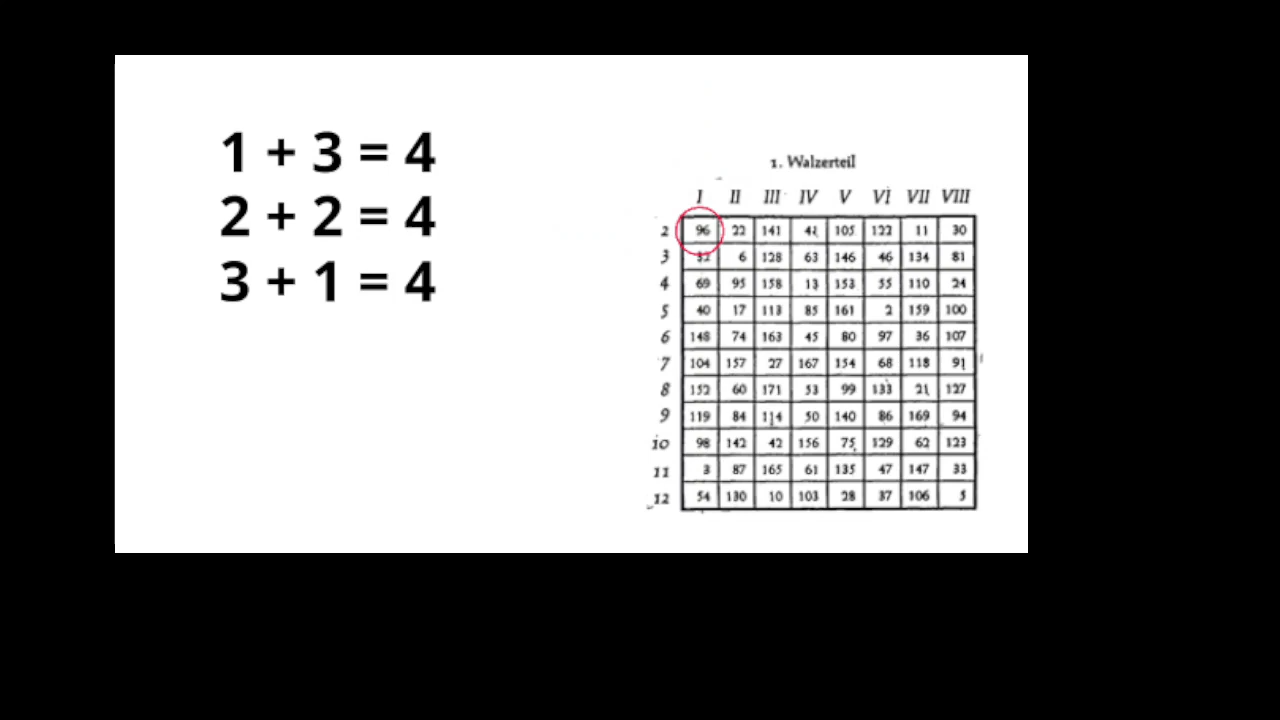 1 + 3 = 4
2 + 2 = 4
3 + 1 = 4
1. Walzerteil
I II III IV V VI VII VIII
2 96 22 141 41 105 122 11 30
3 32 6 128 63 146 46 134 81
4 69 95 158 13 153 55 110 24
5 40 17 113 85 161 2 159 100
6 148 74 163 45 80 97 36 107
7 104 157 27 167 154 68 118 91
8 152 60 171 53 99 133 21 127
9 119 84 114 50 140 86 169 94
10 98 142 42 156 75 129 62 123
11 3 87 165 61 135 47 147 33
12 54 130 10 103 28 37 106 5